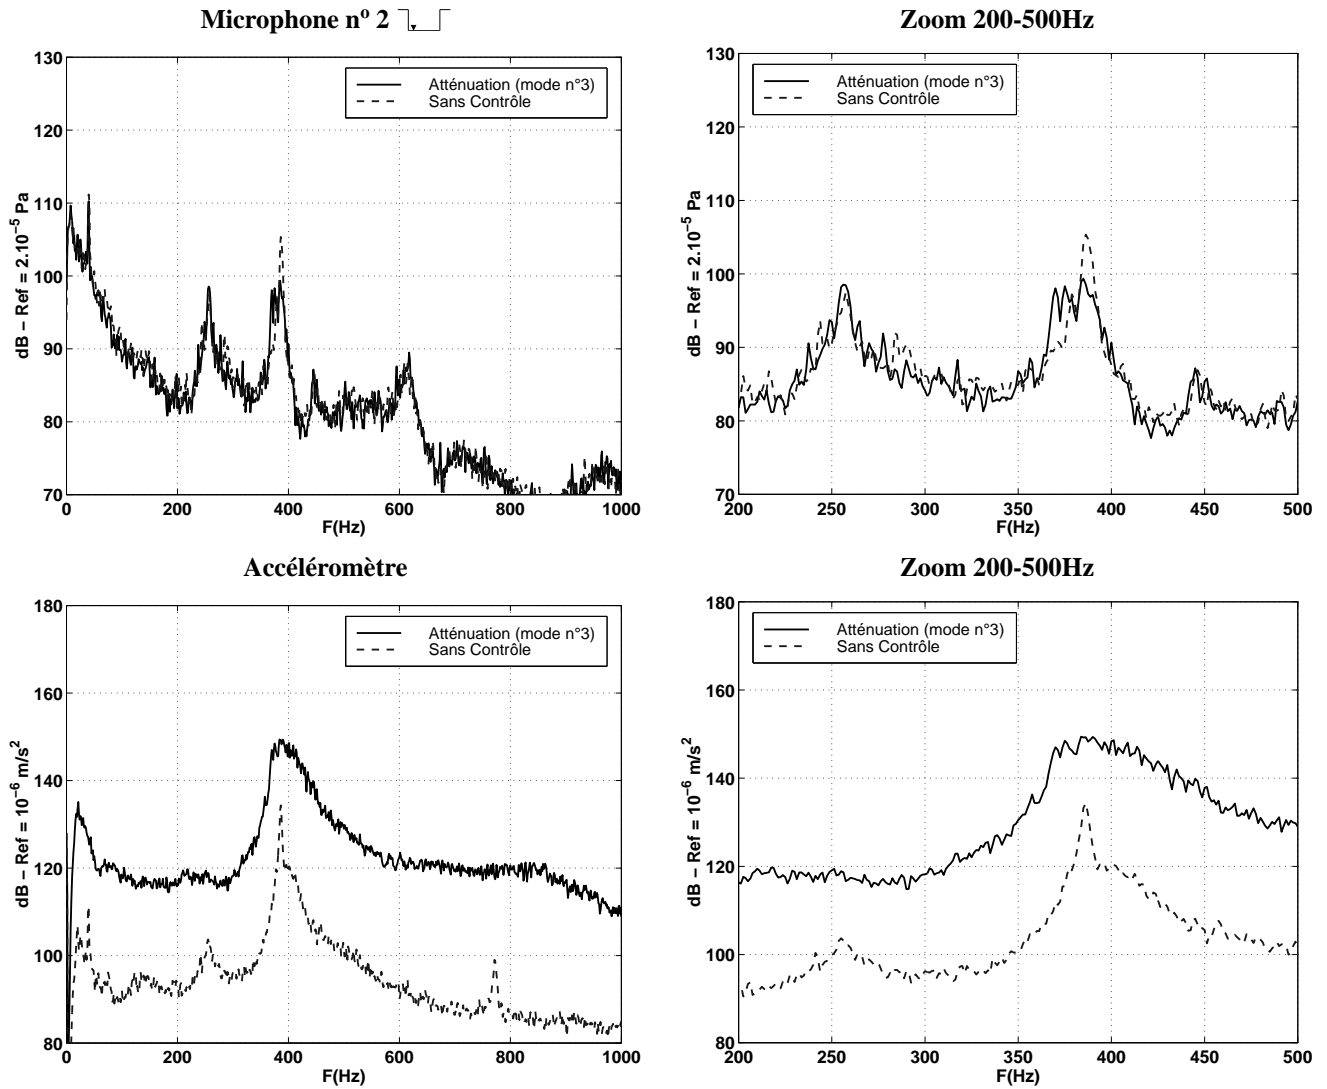 Microphone nº 2
130
120
110
100
90
80
70
0
200
400
600
800
1000
F(Hz)
dB – Ref = 2.10⁻⁵ Pa
Atténuation (mode n°3)
Sans Contrôle
Zoom 200-500Hz
130
120
110
100
90
80
70
200
250
300
350
400
450
500
F(Hz)
dB – Ref = 2.10⁻⁵ Pa
Atténuation (mode n°3)
Sans Contrôle
Accéléromètre
180
160
140
120
100
80
0
200
400
600
800
1000
F(Hz)
dB – Ref = 10⁻⁶ m/s²
Atténuation (mode n°3)
Sans Contrôle
Zoom 200-500Hz
180
160
140
120
100
80
200
250
300
350
400
450
500
F(Hz)
dB – Ref = 10⁻⁶ m/s²
Atténuation (mode n°3)
Sans Contrôle